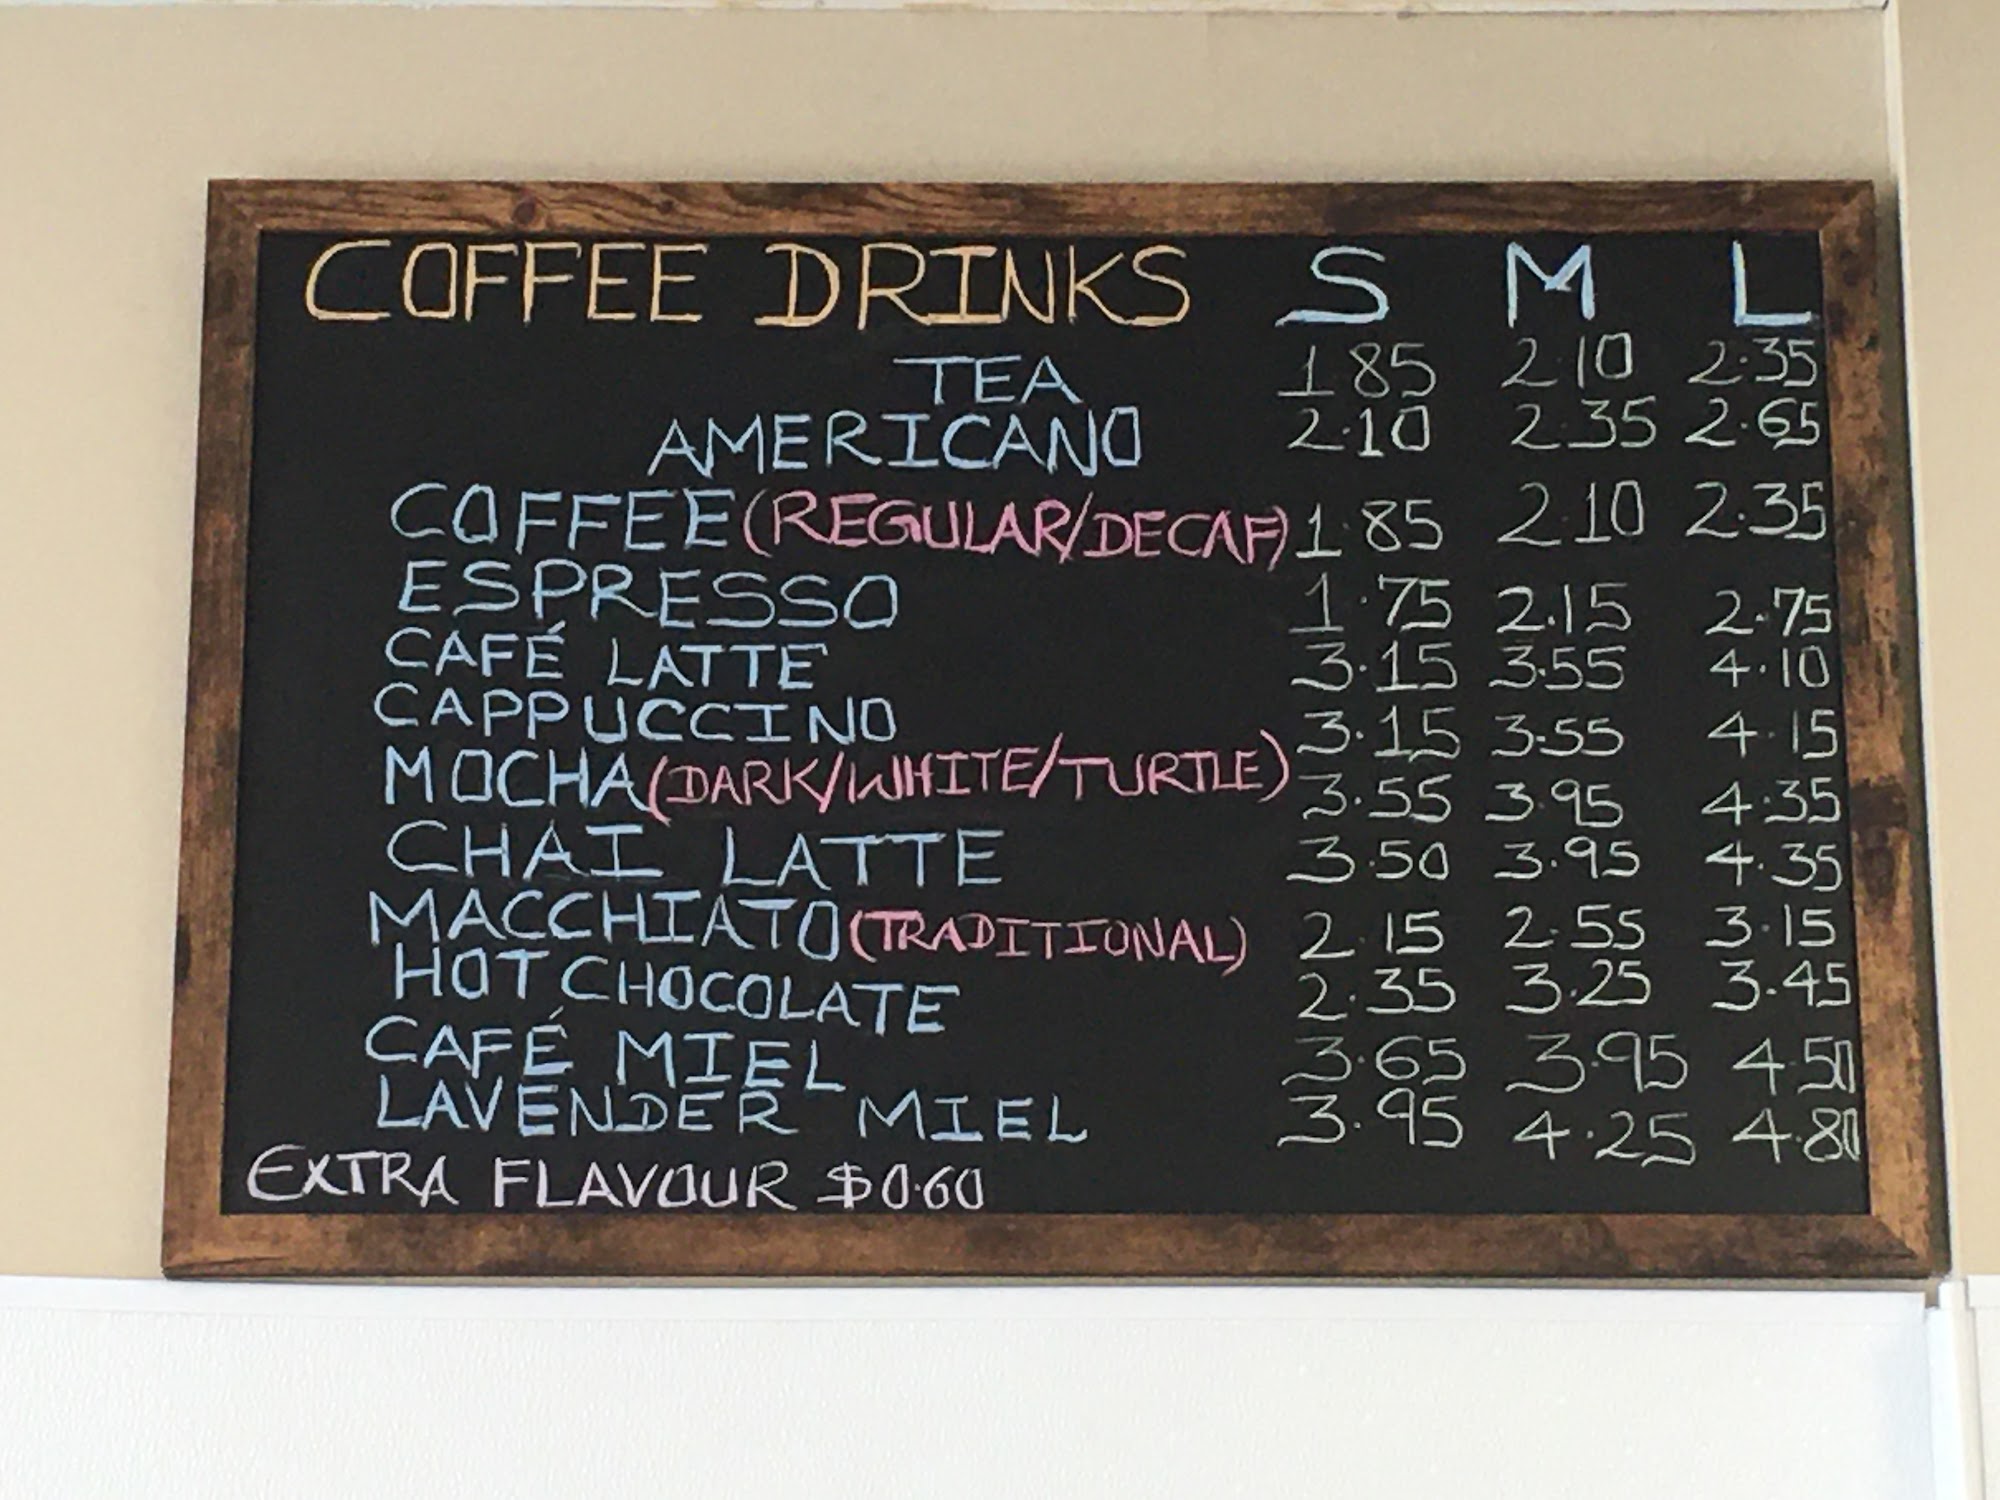 COFFEE DRINKS S M L
TEA 1.85 2.10 2.35
AMERICANO 2.10 2.35 2.65
COFFEE (REGULAR/DECAF) 1.85 2.10 2.35
ESPRESSO 1.75 2.15 2.75
CAFÉ LATTE 3.15 3.55 4.10
CAPPUCCINO 3.15 3.55 4.15
MOCHA (DARK/WHITE/TURTLE) 3.55 3.95 4.35
CHAI LATTE 3.50 3.95 4.35
MACCHIATO (TRADITIONAL) 2.15 2.55 3.15
HOT CHOCOLATE 2.35 3.25 3.45
CAFÉ MIEL 3.65 3.95 4.50
LAVENDER MIEL 3.95 4.25 4.80
EXTRA FLAVOUR $0.60